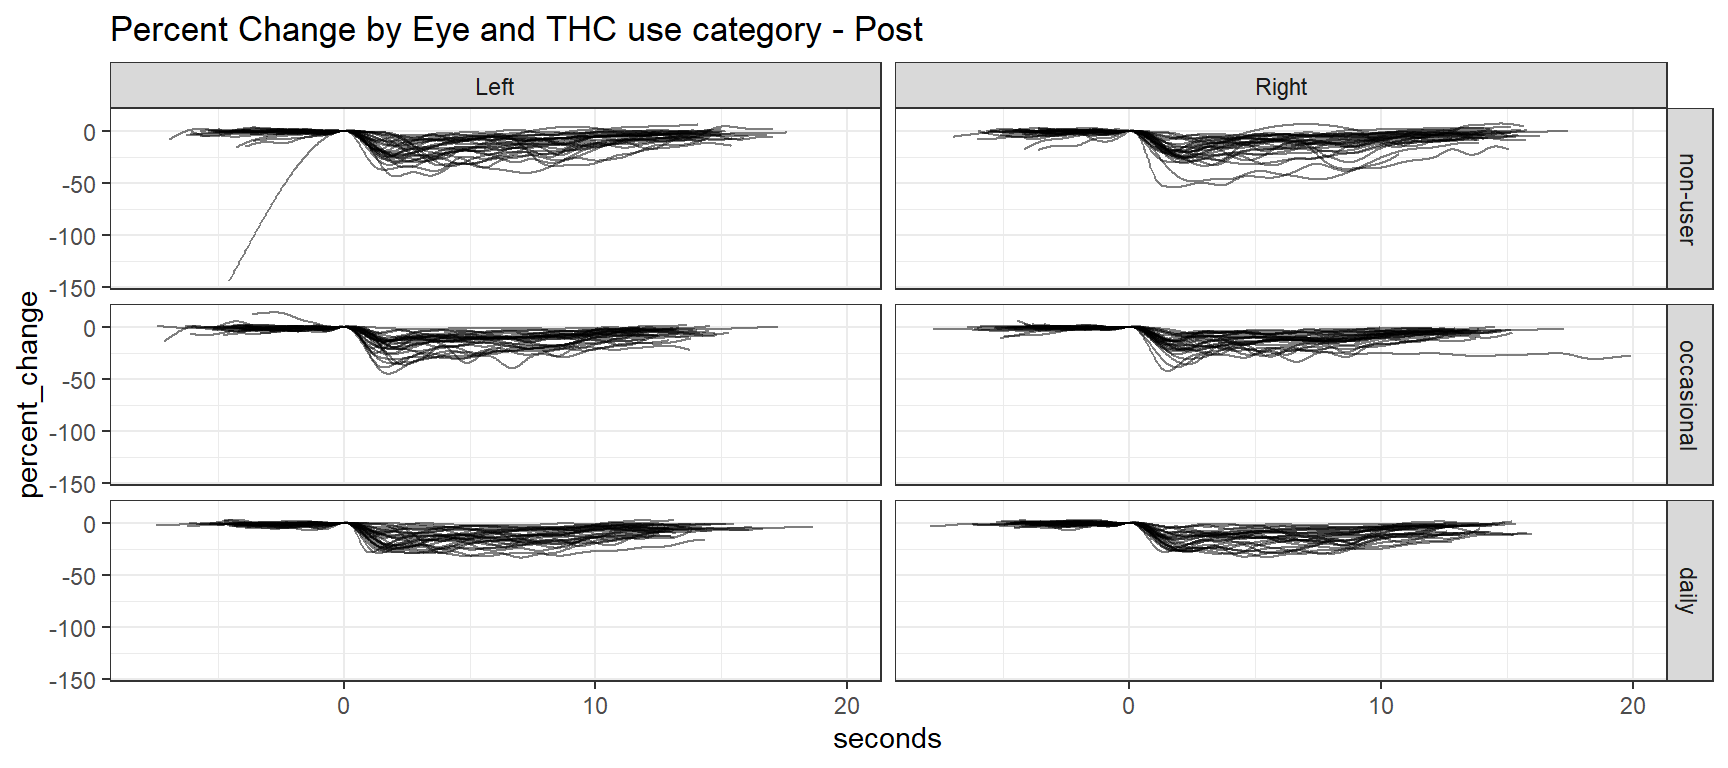 Percent Change by Eye and THC use category - Post
Left
Right
0
-50
-100
-150
non-user
0
-50
-100
-150
occasional
0
-50
-100
-150
daily
percent_change
0
10
20
0
10
20
seconds